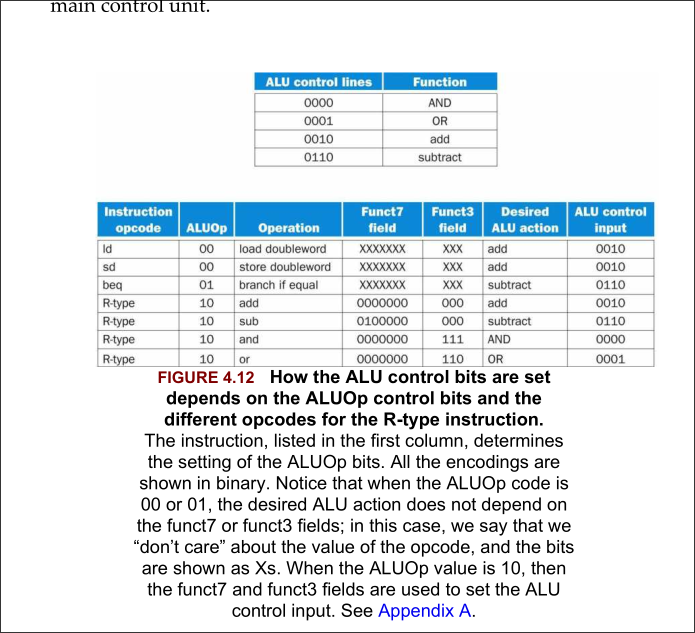 main control unit.
ALU control lines Function
0000 AND
0001 OR
0010 add
0110 subtract
Instruction opcode ALUOp Operation Funct7 field Funct3 field Desired ALU action ALU control input
ld 00 load doubleword XXXXXXX XXX add 0010
sd 00 store doubleword XXXXXXX XXX add 0010
beq 01 branch if equal XXXXXXX XXX subtract 0110
R-type 10 add 0000000 000 add 0010
R-type 10 sub 0100000 000 subtract 0110
R-type 10 and 0000000 111 AND 0000
R-type 10 or 0000000 110 OR 0001
FIGURE 4.12 How the ALU control bits are set
depends on the ALUOp control bits and the
different opcodes for the R-type instruction.
The instruction, listed in the first column, determines
the setting of the ALUOp bits. All the encodings are
shown in binary. Notice that when the ALUOp code is
00 or 01, the desired ALU action does not depend on
the funct7 or funct3 fields; in this case, we say that we
“don’t care” about the value of the opcode, and the bits
are shown as Xs. When the ALUOp value is 10, then
the funct7 and funct3 fields are used to set the ALU
control input. See Appendix A.